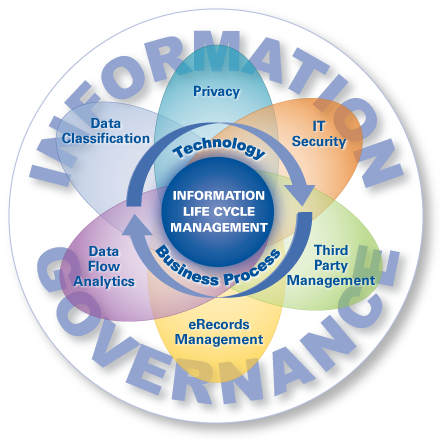 INFORMATION
Privacy
Data
Classification
IT
Security
Technology
INFORMATION
LIFE CYCLE
MANAGEMENT
Business Process
Data
Flow
Analytics
Third
Party
Management
eRecords
Management
GOVERNANCE